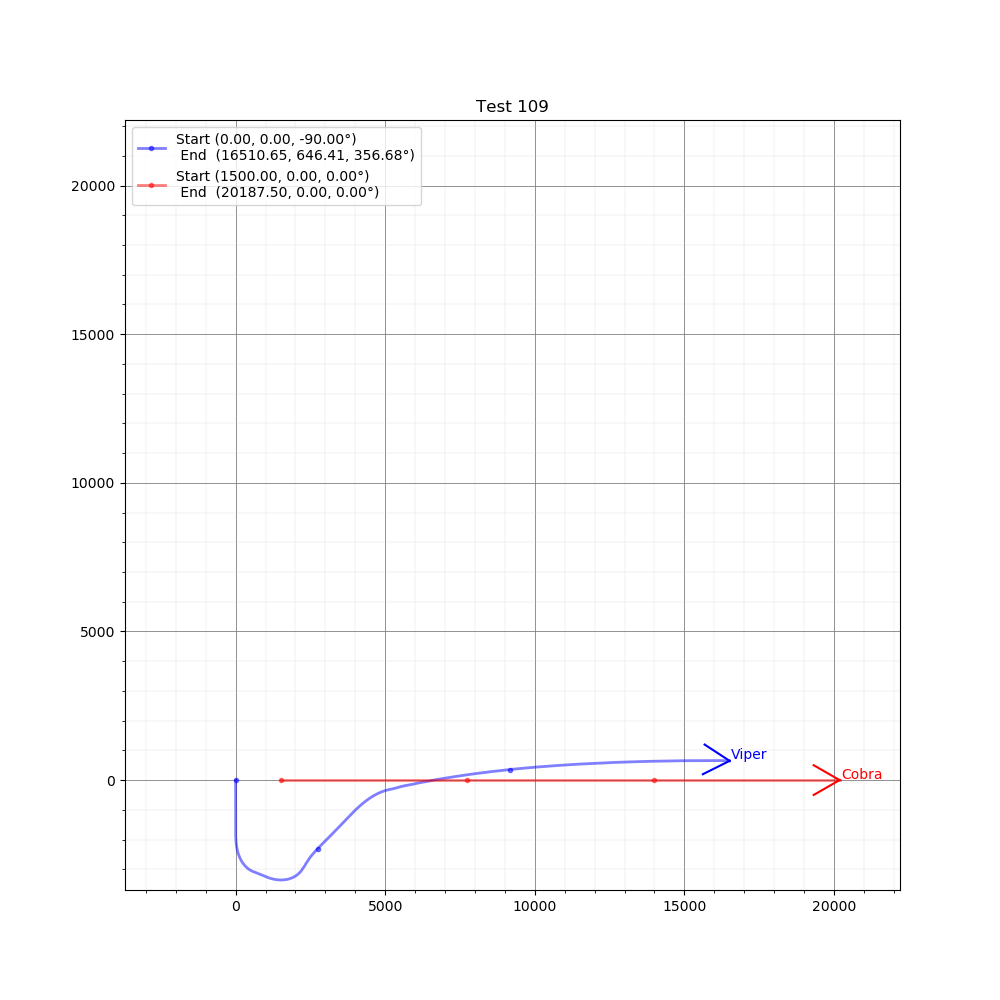 Test 109
Start (0.00, 0.00, -90.00°)
End (16510.65, 646.41, 356.68°)
Start (1500.00, 0.00, 0.00°)
End (20187.50, 0.00, 0.00°)
20000
15000
10000
5000
0
Viper
Cobra
0 5000 10000 15000 20000